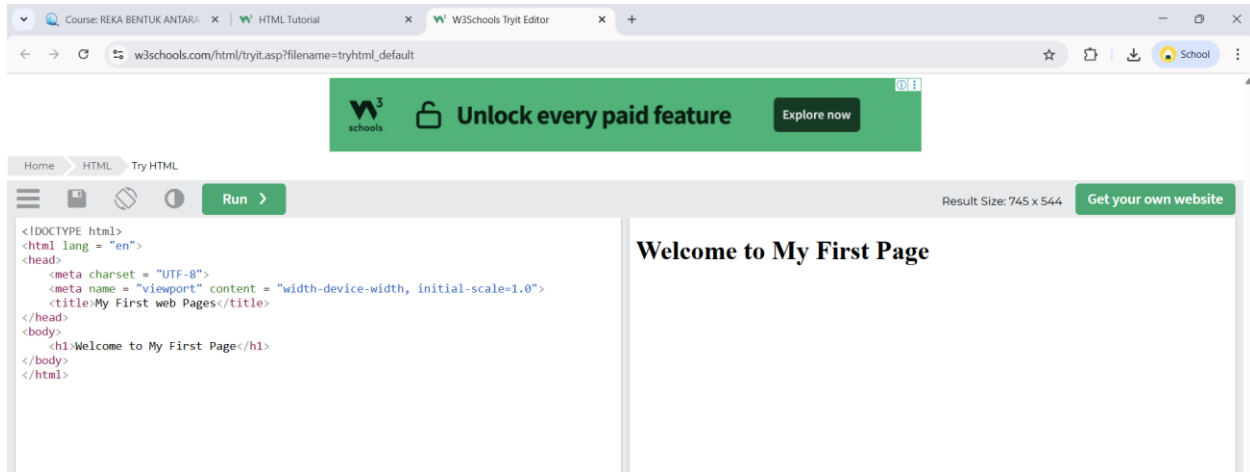 Course: REKA BENTUK ANTARA
HTML Tutorial
W3Schools Tryit Editor
w3schools.com/html/tryit.asp?filename=tryhtml_default
School
W3 schools
Unlock every paid feature
Explore now
Home
HTML
Try HTML
Run ❯
Result Size: 745 x 544
Get your own website
<!DOCTYPE html>
<html lang = "en">
<head>
    <meta charset = "UTF-8">
    <meta name = "viewport" content = "width-device-width, initial-scale=1.0">
    <title>My First web Pages</title>
</head>
<body>
    <h1>Welcome to My First Page</h1>
</body>
</html>
Welcome to My First Page